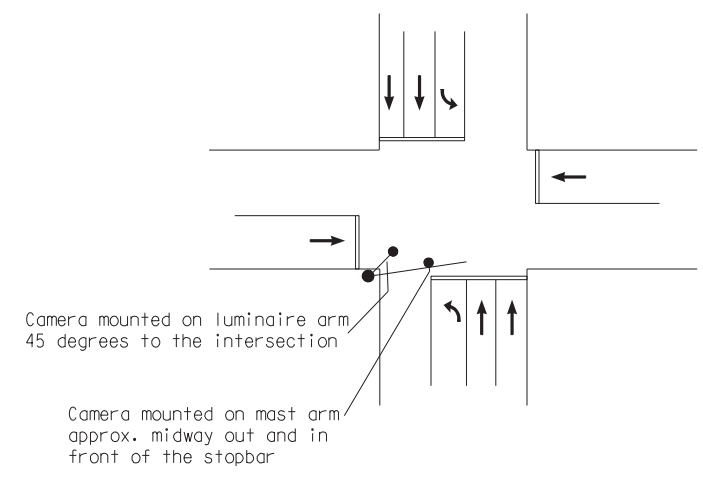 Camera mounted on luminaire arm
45 degrees to the intersection
Camera mounted on mast arm
approx. midway out and in
front of the stopbar